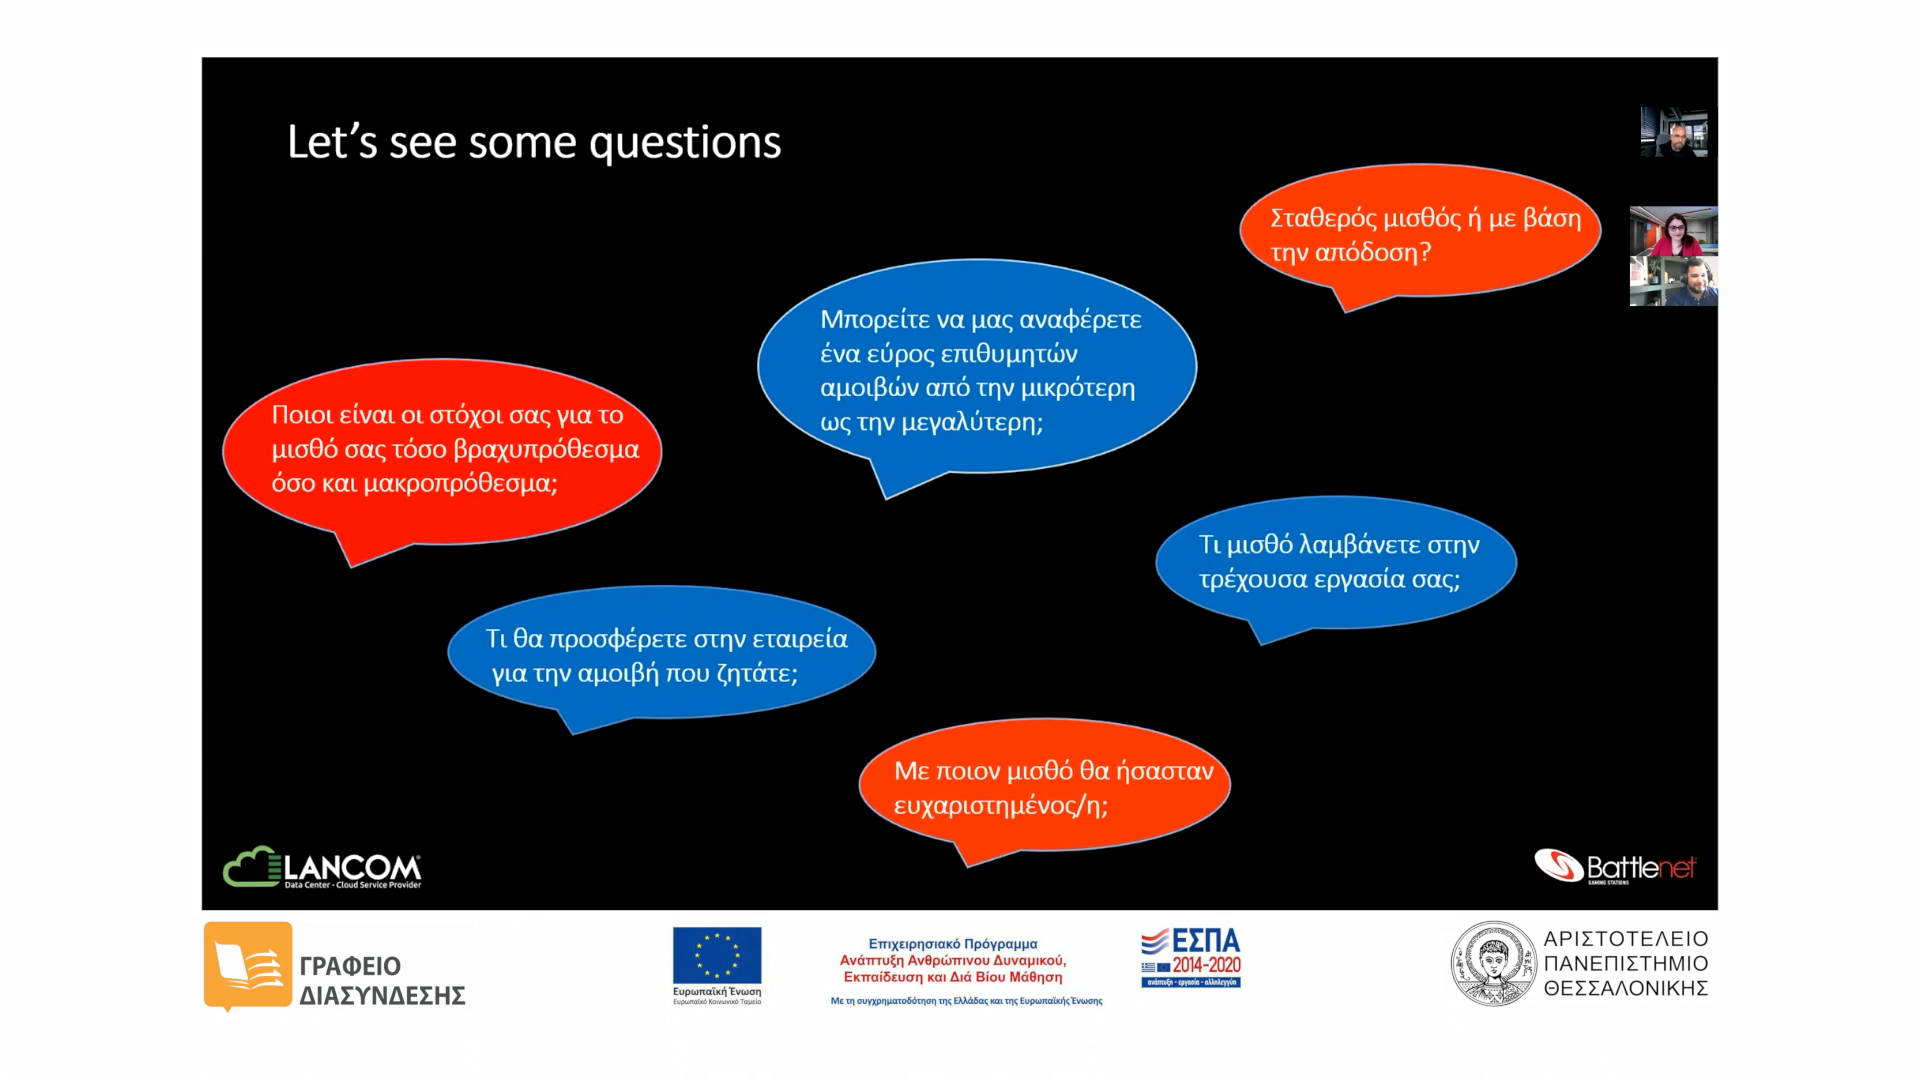 Let's see some questions
Σταθερός μισθός ή με βάση
την απόδοση?
Μπορείτε να μας αναφέρετε
ένα εύρος επιθυμητών
αμοιβών από την μικρότερη
ως την μεγαλύτερη;
Ποιοι είναι οι στόχοι σας για το
μισθό σας τόσο βραχυπρόθεσμα
όσο και μακροπρόθεσμα;
Τι μισθό λαμβάνετε στην
τρέχουσα εργασία σας;
Τι θα προσφέρετε στην εταιρεία
για την αμοιβή που ζητάτε;
Με ποιον μισθό θα ήσασταν
ευχαριστημένος/η;
LANCOM®
Data Center - Cloud Service Provider
Battlenet
GAMING STATIONS
ΓΡΑΦΕΙΟ
ΔΙΑΣΥΝΔΕΣΗΣ
Ευρωπαϊκή Ένωση
Ευρωπαϊκό Κοινωνικό Ταμείο
Επιχειρησιακό Πρόγραμμα
Ανάπτυξη Ανθρώπινου Δυναμικού,
Εκπαίδευση και Διά Βίου Μάθηση
Με τη συγχρηματοδότηση της Ελλάδας και της Ευρωπαϊκής Ένωσης
ΕΣΠΑ
2014-2020
ανάπτυξη - εργασία - αλληλεγγύη
ΑΡΙΣΤΟΤΕΛΕΙΟ
ΠΑΝΕΠΙΣΤΗΜΙΟ
ΘΕΣΣΑΛΟΝΙΚΗΣ